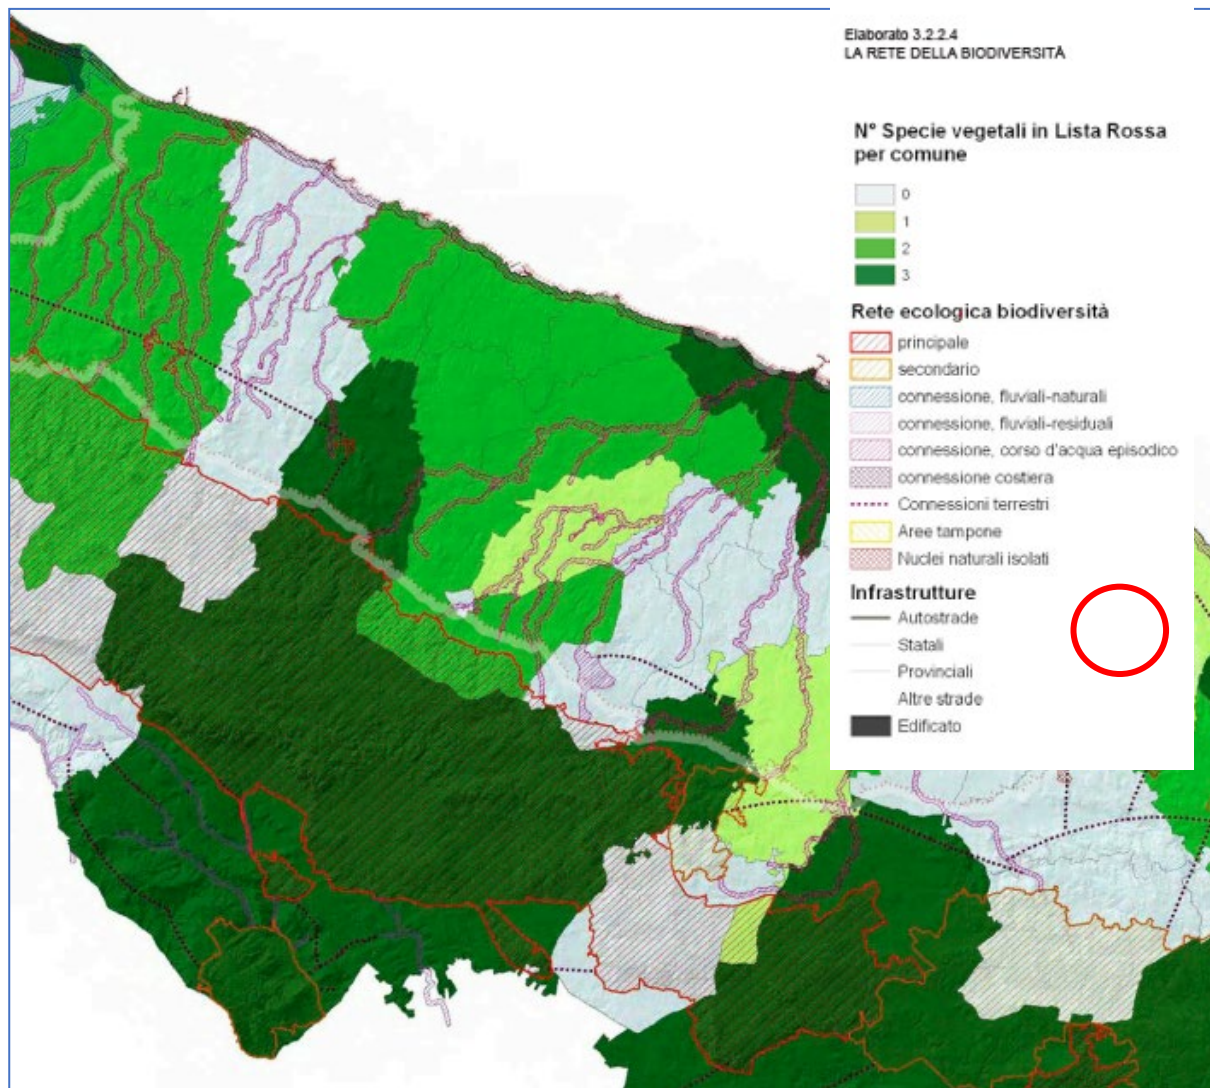 Elaborato 3.2.2.4
LA RETE DELLA BIODIVERSITÀ
N° Specie vegetali in Lista Rossa
per comune
0
1
2
3
Rete ecologica biodiversità
principale
secondario
connessione, fluviali-naturali
connessione, fluviali-residuali
connessione, corso d'acqua episodico
connessione costiera
Connessioni terrestri
Aree tampone
Nuclei naturali isolati
Infrastrutture
Autostrade
Statali
Provinciali
Altre strade
Edificato